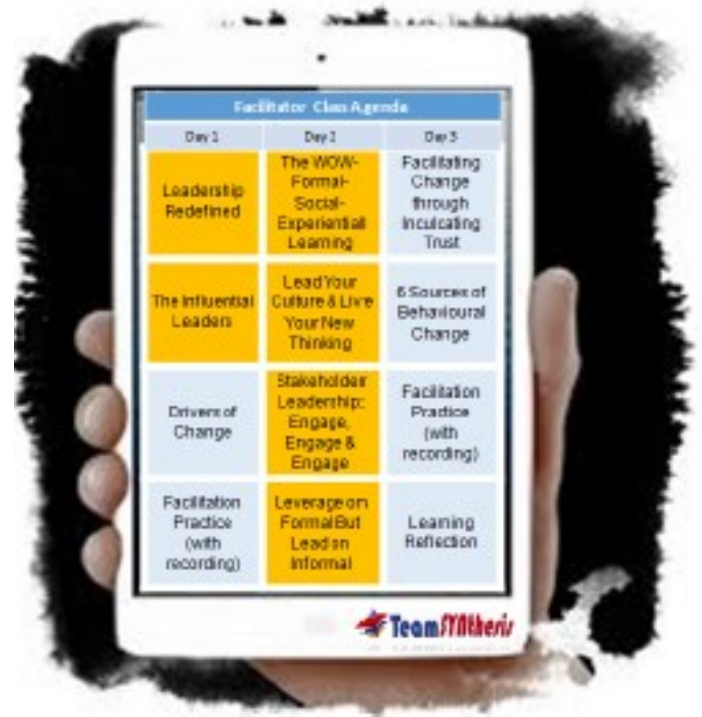 Facilitator Class Agenda
Day 1
Day 2
Day 3
Leadership
Redefined
The WOW-
Formal-
Social-
Experiential
Learning
Facilitating
Change
through
Inculcating
Trust
The Influential
Leaders
Lead Your
Culture & Live
Your New
Thinking
6 Sources of
Behavioural
Change
Drivers of
Change
Stakeholder
Leadership:
Engage,
Engage &
Engage
Facilitation
Practice
(with
recording)
Facilitation
Practice
(with
recording)
Leverage on
Formal But
Lead on
Informal
Learning
Reflection
TeamSYNthesis